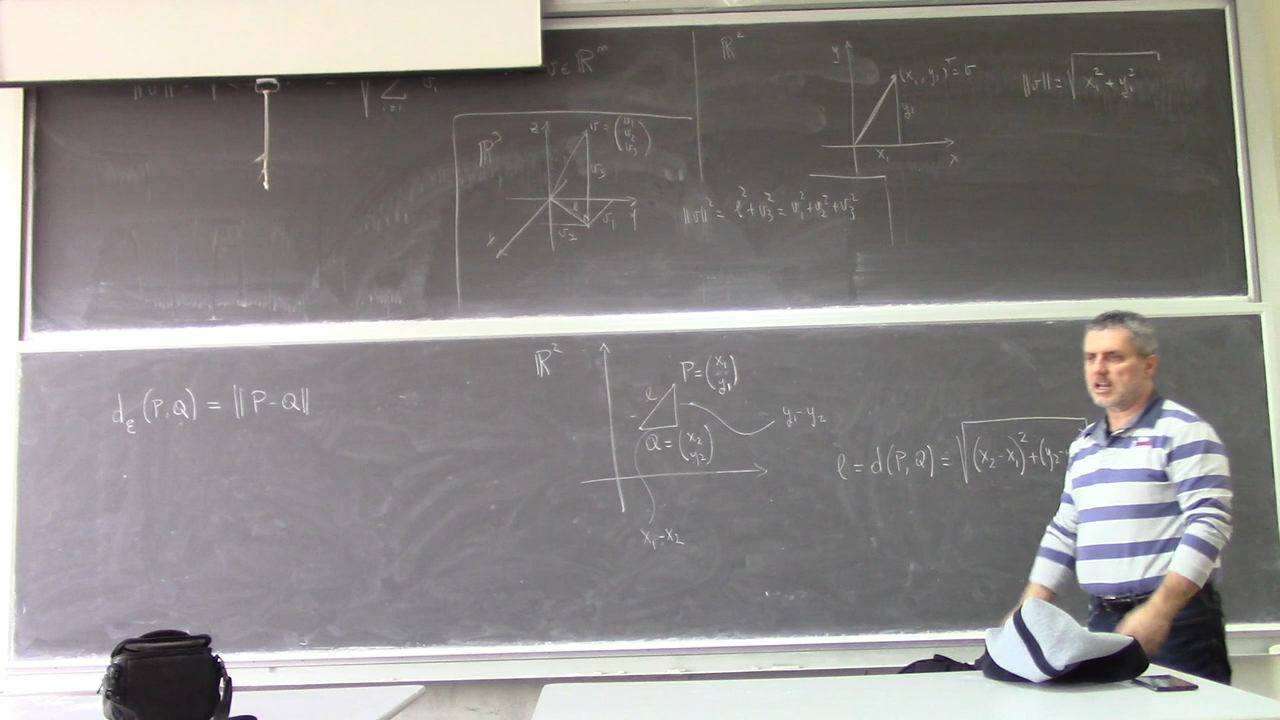 v ∈ ℝⁿ
ℝ³
z
v = (v₁ v₂ v₃)
v₃
l
y
v₁
v₂
x
‖v‖² = l² + v₃² = v₁² + v₂² + v₃²
ℝ²
y
(x₁, y₁)ᵀ = v
y₁
x₁
x
‖v‖ = √x₁² + y₁²
d_ε (P,Q) = ‖P-Q‖
ℝ²
P = (x₁ y₁)
l
y₁-y₂
Q = (x₂ y₂)
x₁-x₂
l = d(P,Q) = √(x₂-x₁)² + (y₂-